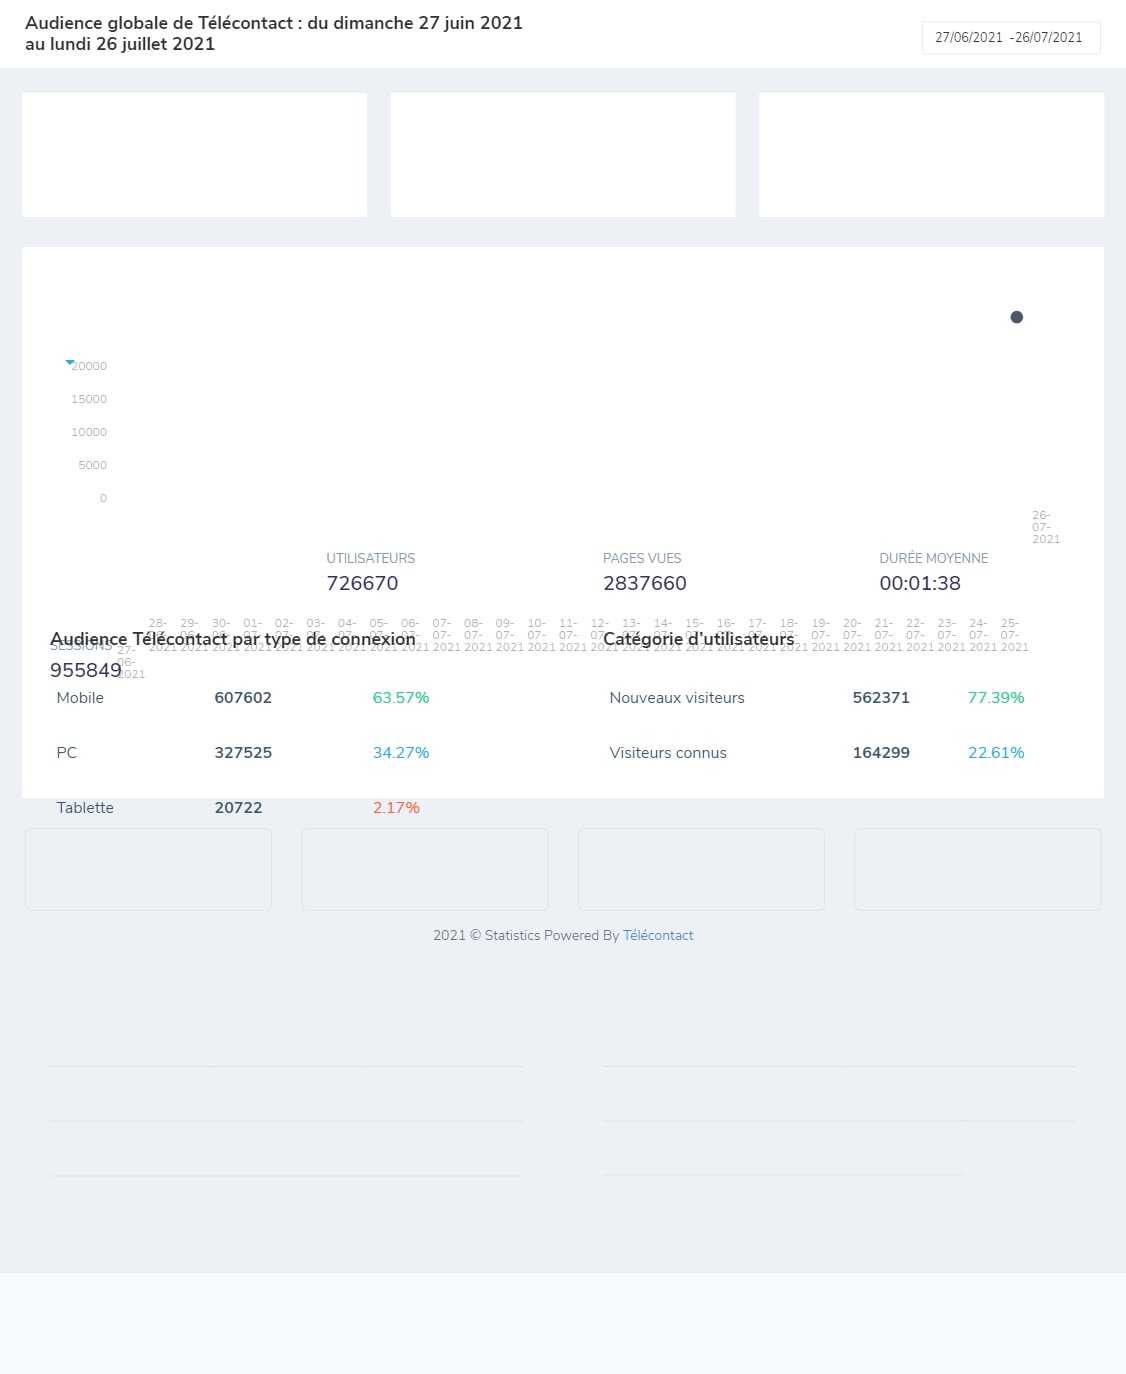 Audience globale de Télécontact : du dimanche 27 juin 2021
au lundi 26 juillet 2021
27/06/2021 -26/07/2021
20000
15000
10000
5000
0
26-
07-
2021
UTILISATEURS
PAGES VUES
DURÉE MOYENNE
726670
2837660
00:01:38
28- 29- 30- 01- 02- 03- 04- 05- 06- 07- 08- 09- 10- 11- 12- 13- 14- 15- 16- 17- 18- 19- 20- 21- 22- 23- 24- 25-
06- 06- 06- 07- 07- 07- 07- 07- 07- 07- 07- 07- 07- 07- 07- 07- 07- 07- 07- 07- 07- 07- 07- 07- 07- 07- 07- 07-
2021 2021 2021 2021 2021 2021 2021 2021 2021 2021 2021 2021 2021 2021 2021 2021 2021 2021 2021 2021 2021 2021 2021 2021 2021 2021 2021 2021
Audience Télécontact par type de connexion
Catégorie d'utilisateurs
SESSIONS
27-
06-
2021
955849
Mobile 607602 63.57%
Nouveaux visiteurs 562371 77.39%
PC 327525 34.27%
Visiteurs connus 164299 22.61%
Tablette 20722 2.17%
2021 © Statistics Powered By Télécontact